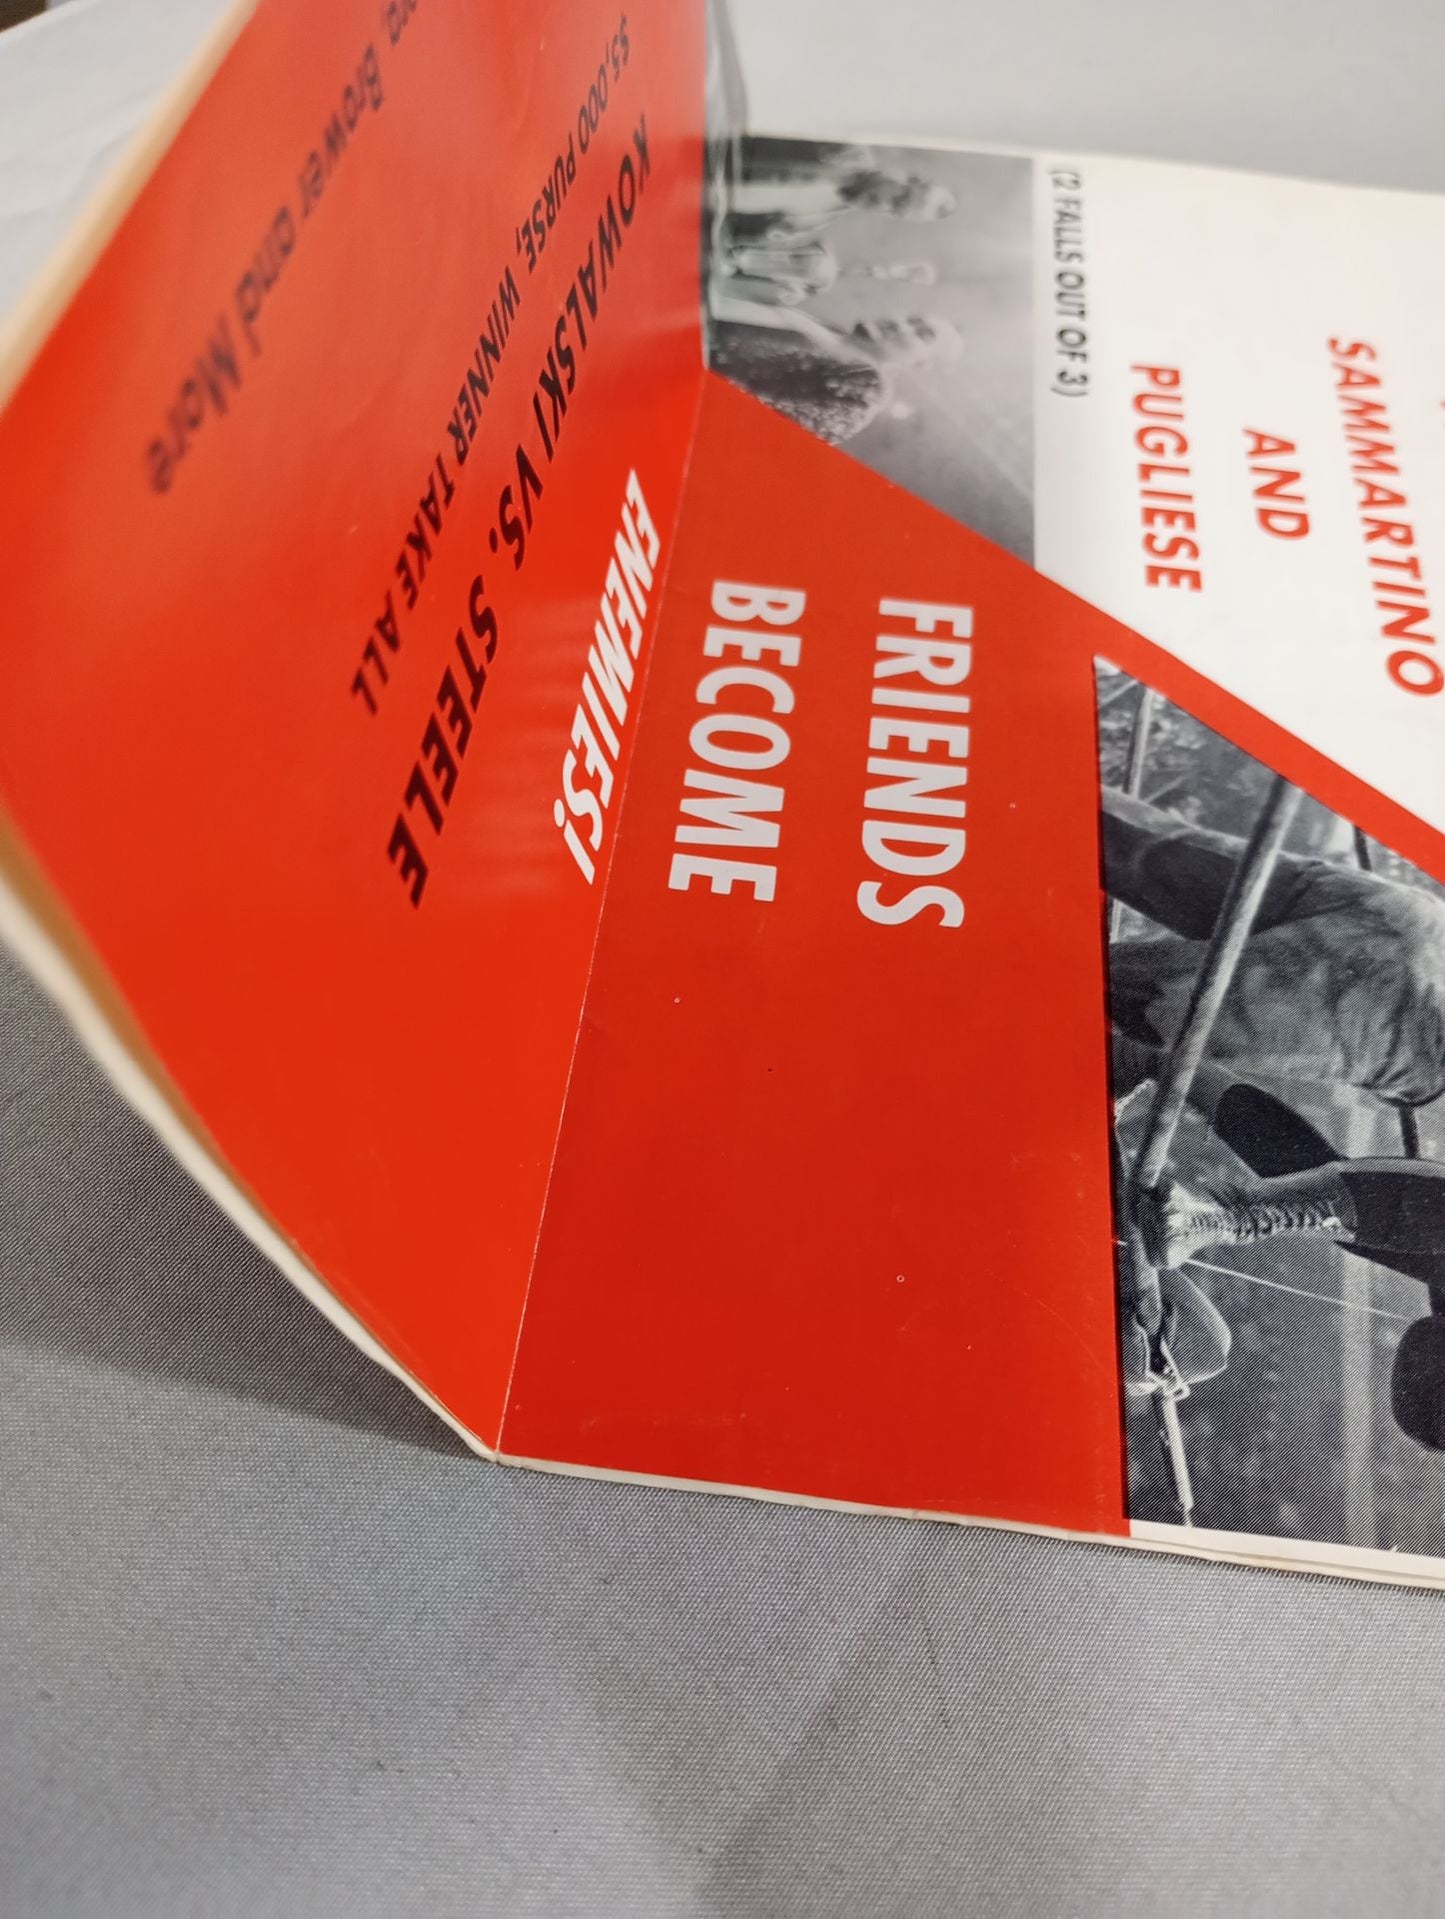 SAMMARTINO
AND
PUGLIESE
(2 FALLS OUT OF 3)
FRIENDS
BECOME
ENEMIES!
KOWALSKI VS. STEELE
$5,000 PURSE, WINNER TAKE ALL
Brower and More